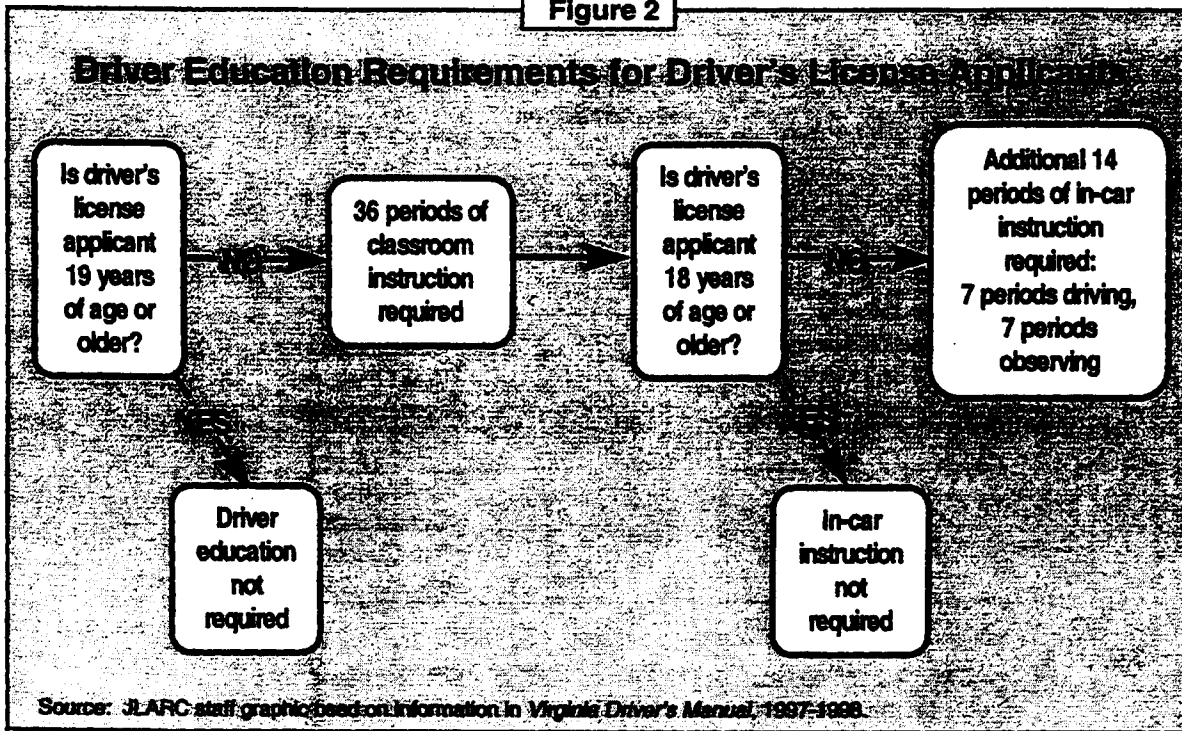 Figure 2
Driver Education Requirements for Driver's License Applicants
Is driver's
license
applicant
19 years
of age or
older?
NO
36 periods of
classroom
instruction
required
Is driver's
license
applicant
18 years
of age or
older?
NO
Additional 14
periods of in-car
instruction
required:
7 periods driving,
7 periods
observing
YES
Driver
education
not
required
YES
In-car
instruction
not
required
Source: JLARC staff graphic based on information in Virginia Driver's Manual, 1997-1998.